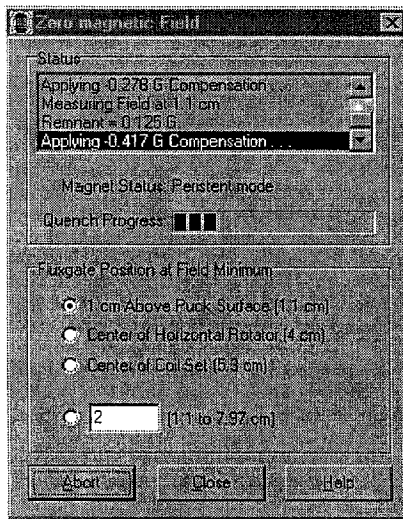 Zero magnetic Field
Status
Applying -0.278 G Compensation . . .
Measuring Field at 1.1 cm
Remnant = 0.125 G
Applying -0.417 G Compensation . . .
Magnet Status: Peristent mode
Quench Progress:
Fluxgate Position at Field Minimum
1 cm Above Puck Surface (1.1 cm)
Center of Horizontal Rotator (4 cm)
Center of Coil Set (5.3 cm)
2 (1.1 to 7.97 cm)
Abort Close Help